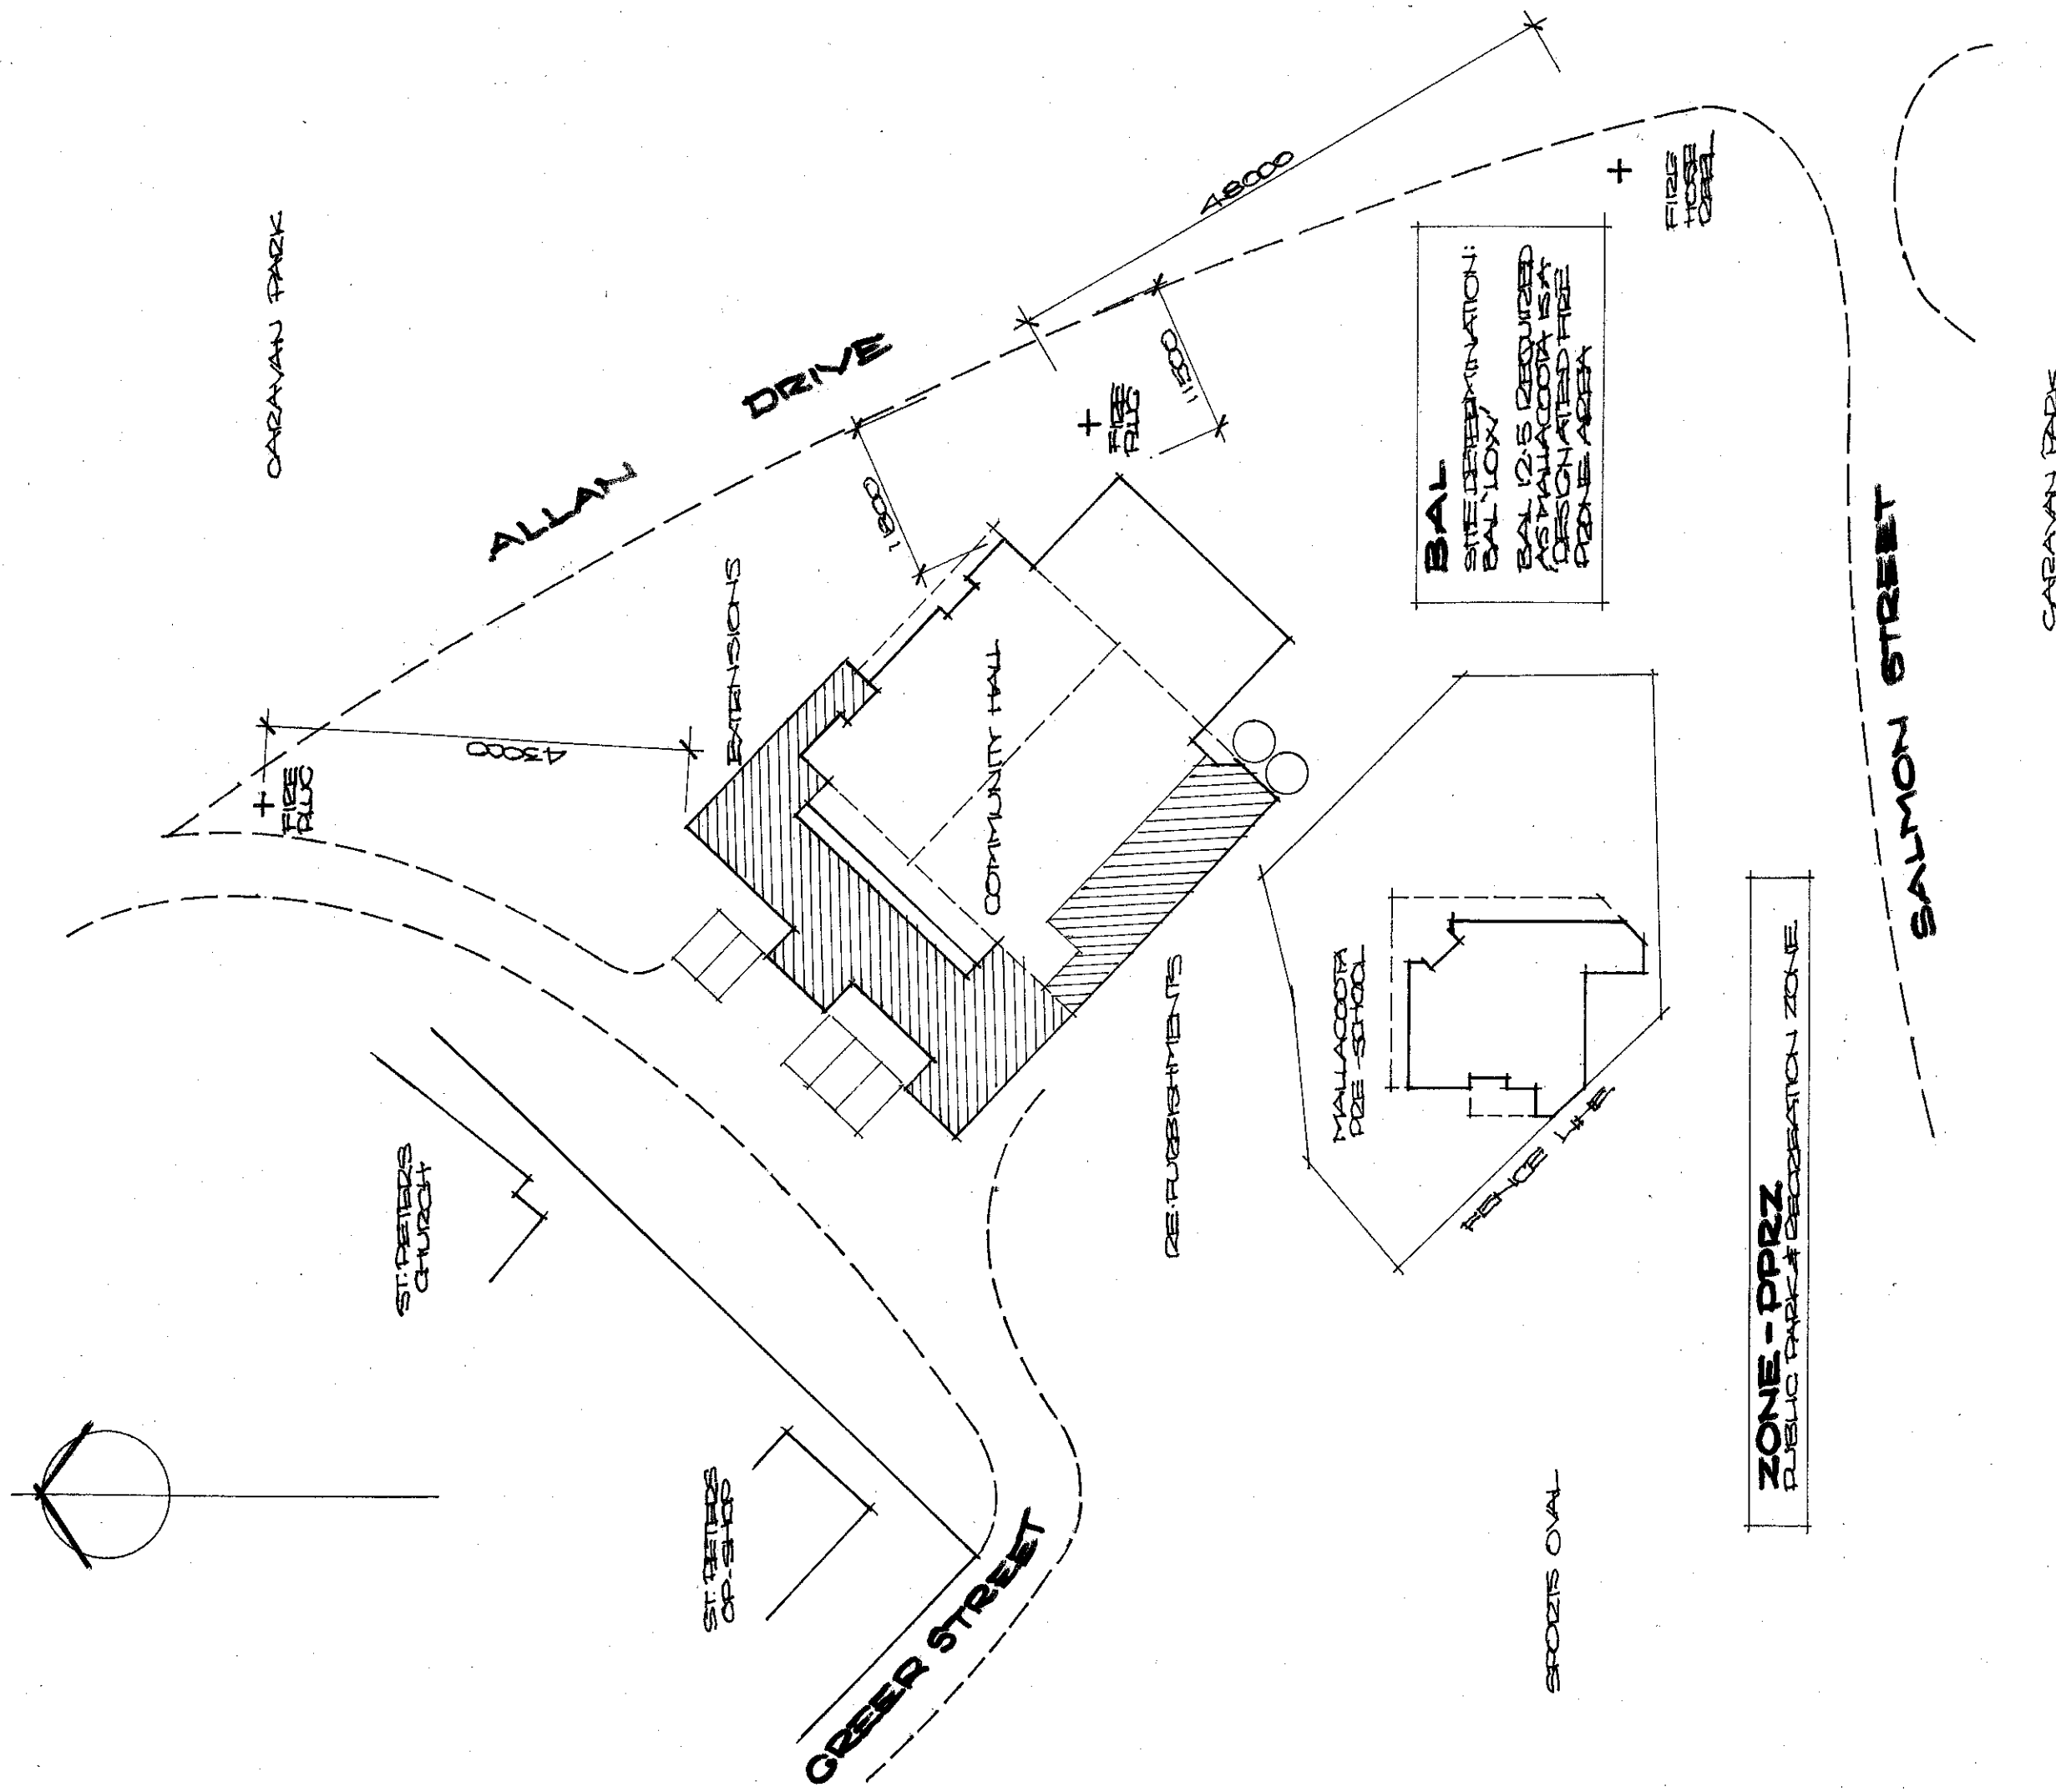 CARAVAN PARK
ALLAN
DRIVE
48000
11800
11500
43000
FIRE
PLUG
FIRE
PLUG
FIRE
HOSE
REEL
EXTENSIONS
COMMUNITY HALL
RE-FURBISHMENTS
ST. PETERS
CHURCH
ST. PETERS
OP-SHOP
GREER STREET
MALLACOOTA
PRE-SCHOOL
FENCE LINE
BAL
SITE DETERMINATION:
BAL 'LOW'
BAL 12.5 REQUIRED
AS MALLACOOTA IS A
DESIGNATED FIRE
PRONE AREA
SPORTS OVAL
ZONE - PPRZ
PUBLIC PARK & RECREATION ZONE
SALMON STREET
CARAVAN PARK